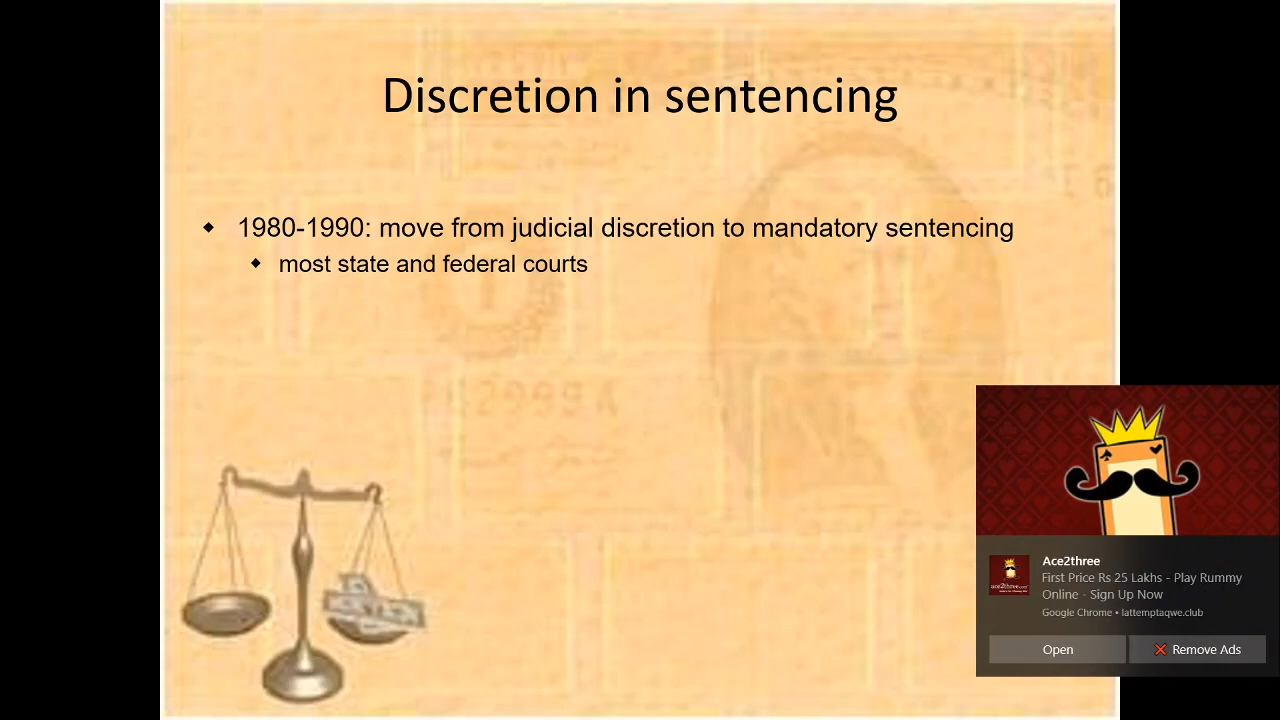 Discretion in sentencing
1980-1990: move from judicial discretion to mandatory sentencing
most state and federal courts
Ace2three
First Price Rs 25 Lakhs - Play Rummy
Online - Sign Up Now
Google Chrome • lattemptaqwe.club
Open
Remove Ads